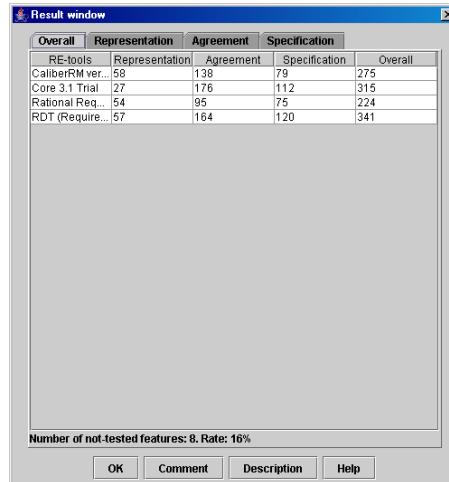 Result window
Overall Representation Agreement Specification
RE-tools Representation Agreement Specification Overall
CaliberRM ver... 58 138 79 275
Core 3.1 Trial 27 176 112 315
Rational Req... 54 95 75 224
RDT (Require... 57 164 120 341
Number of not-tested features: 8. Rate: 16%
OK Comment Description Help